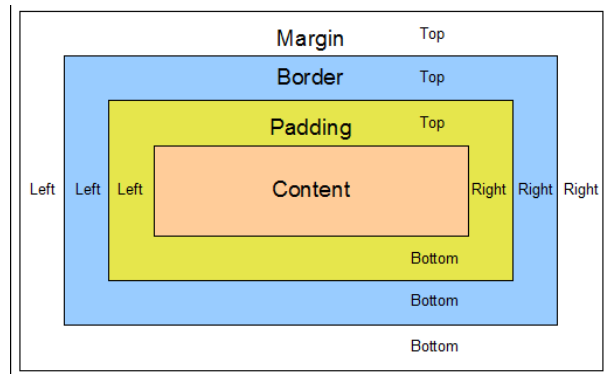 Margin Top
Border Top
Padding Top
Left Left Left Content Right Right Right
Bottom
Bottom
Bottom